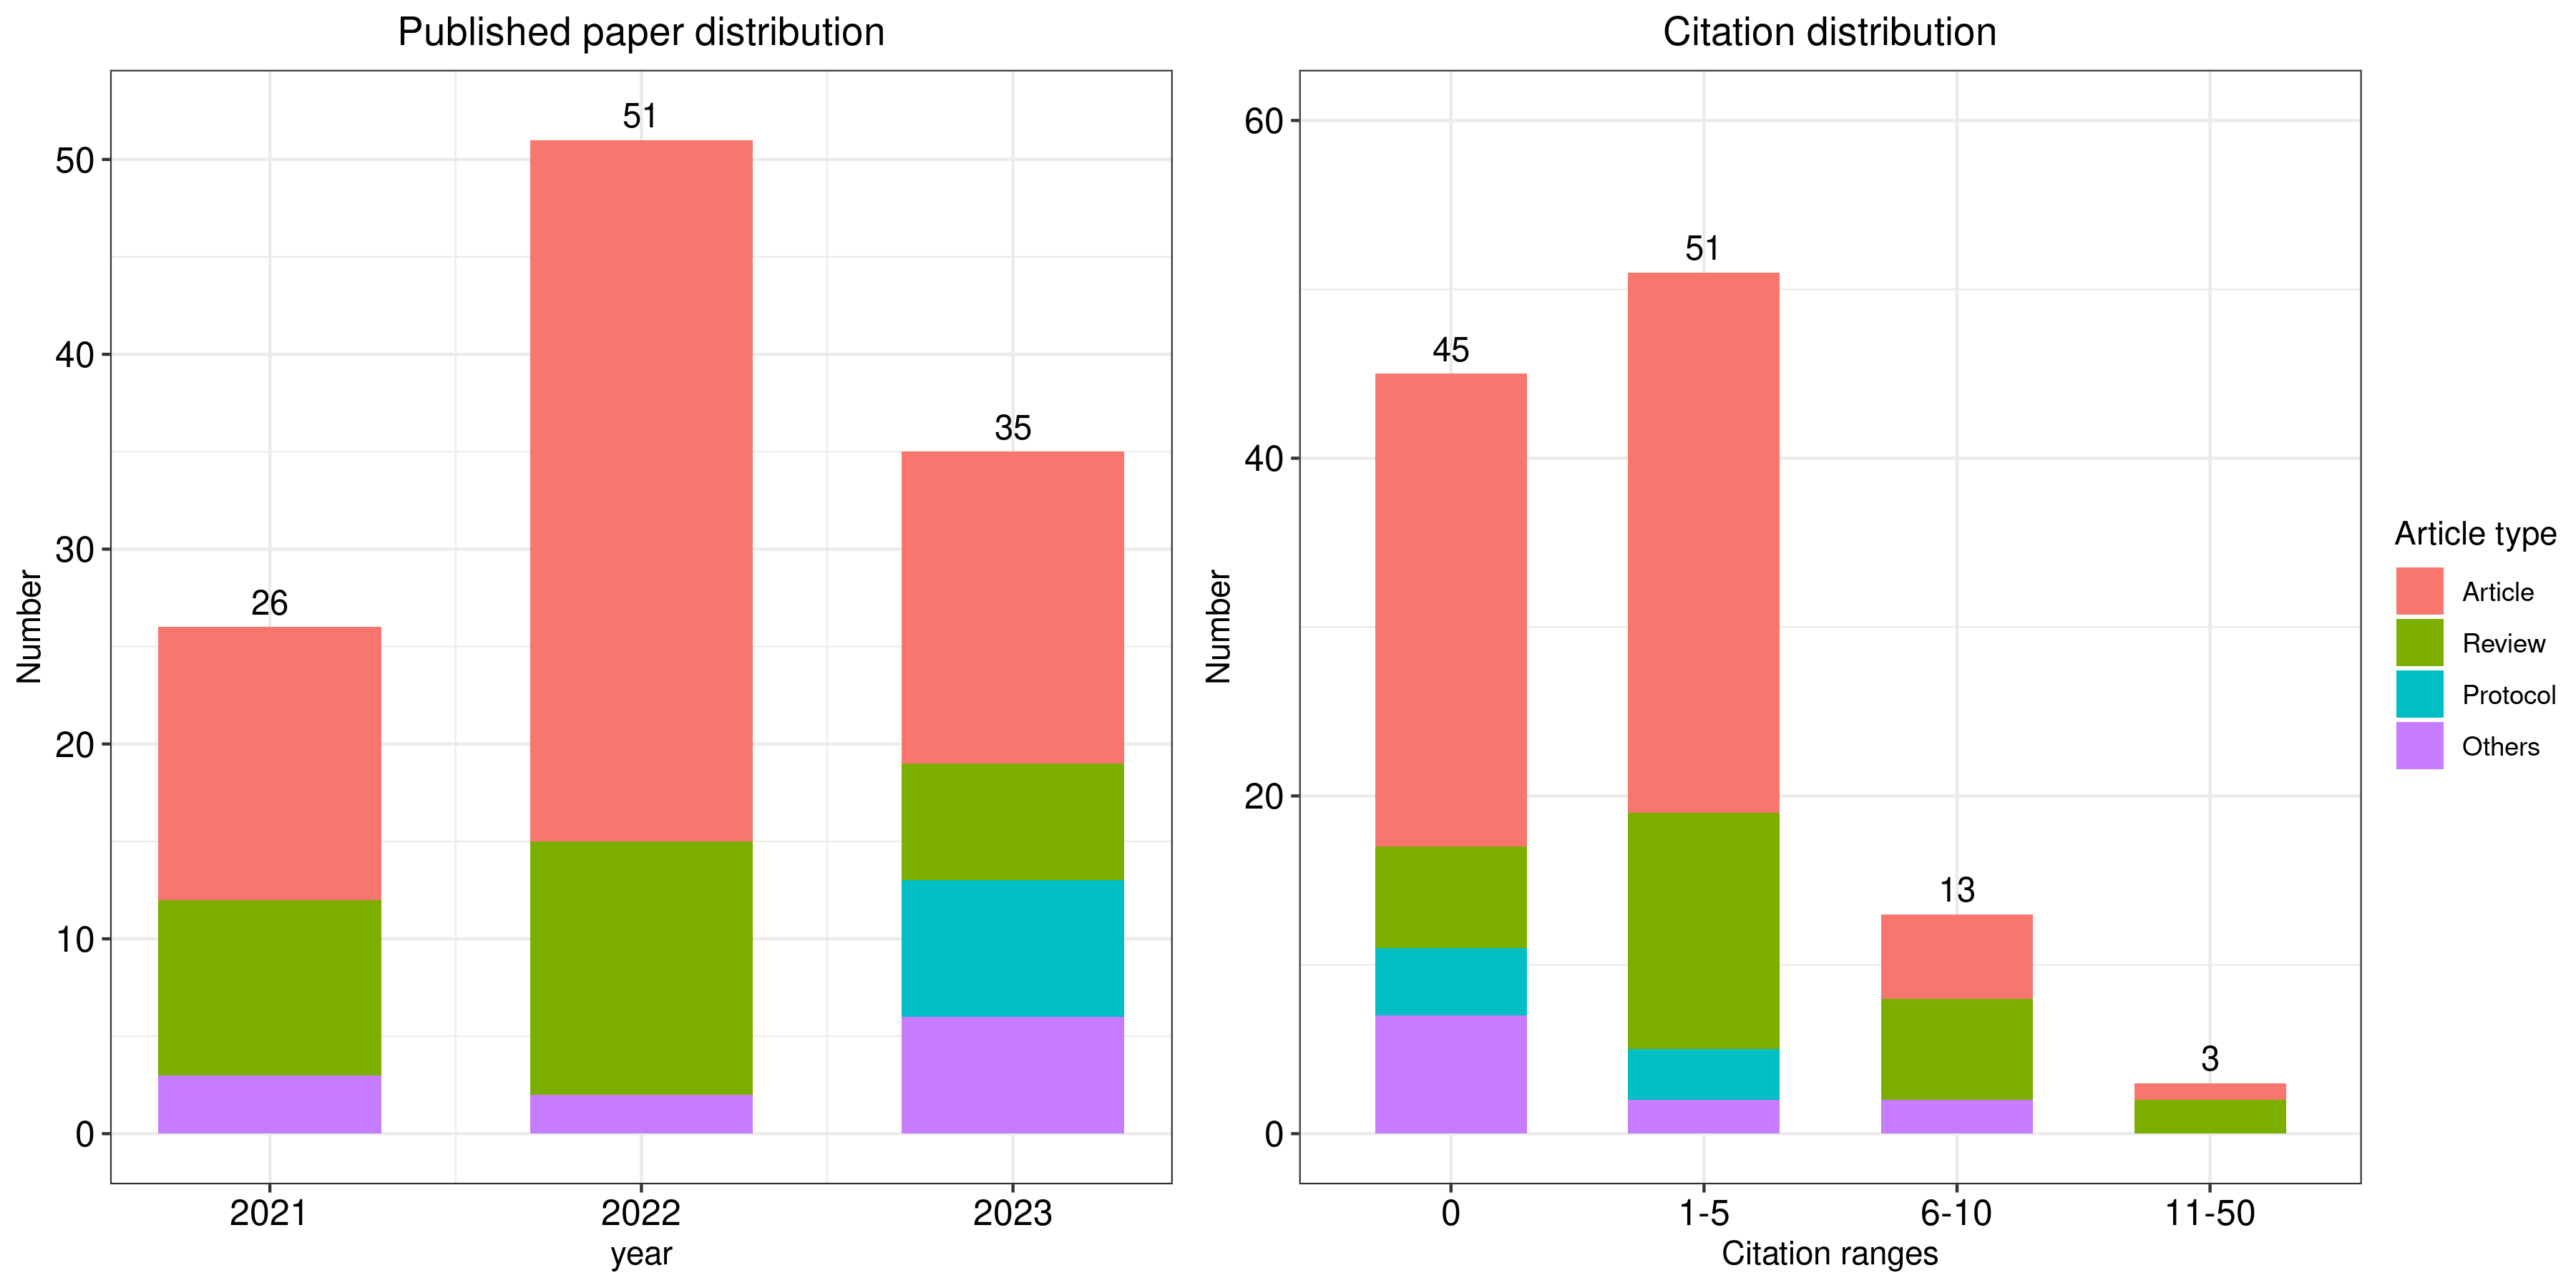 Published paper distribution
Number
50
40
30
20
10
0
26
51
35
2021
2022
2023
year
Citation distribution
Number
60
40
20
0
45
51
13
3
0
1-5
6-10
11-50
Citation ranges
Article type
Article
Review
Protocol
Others